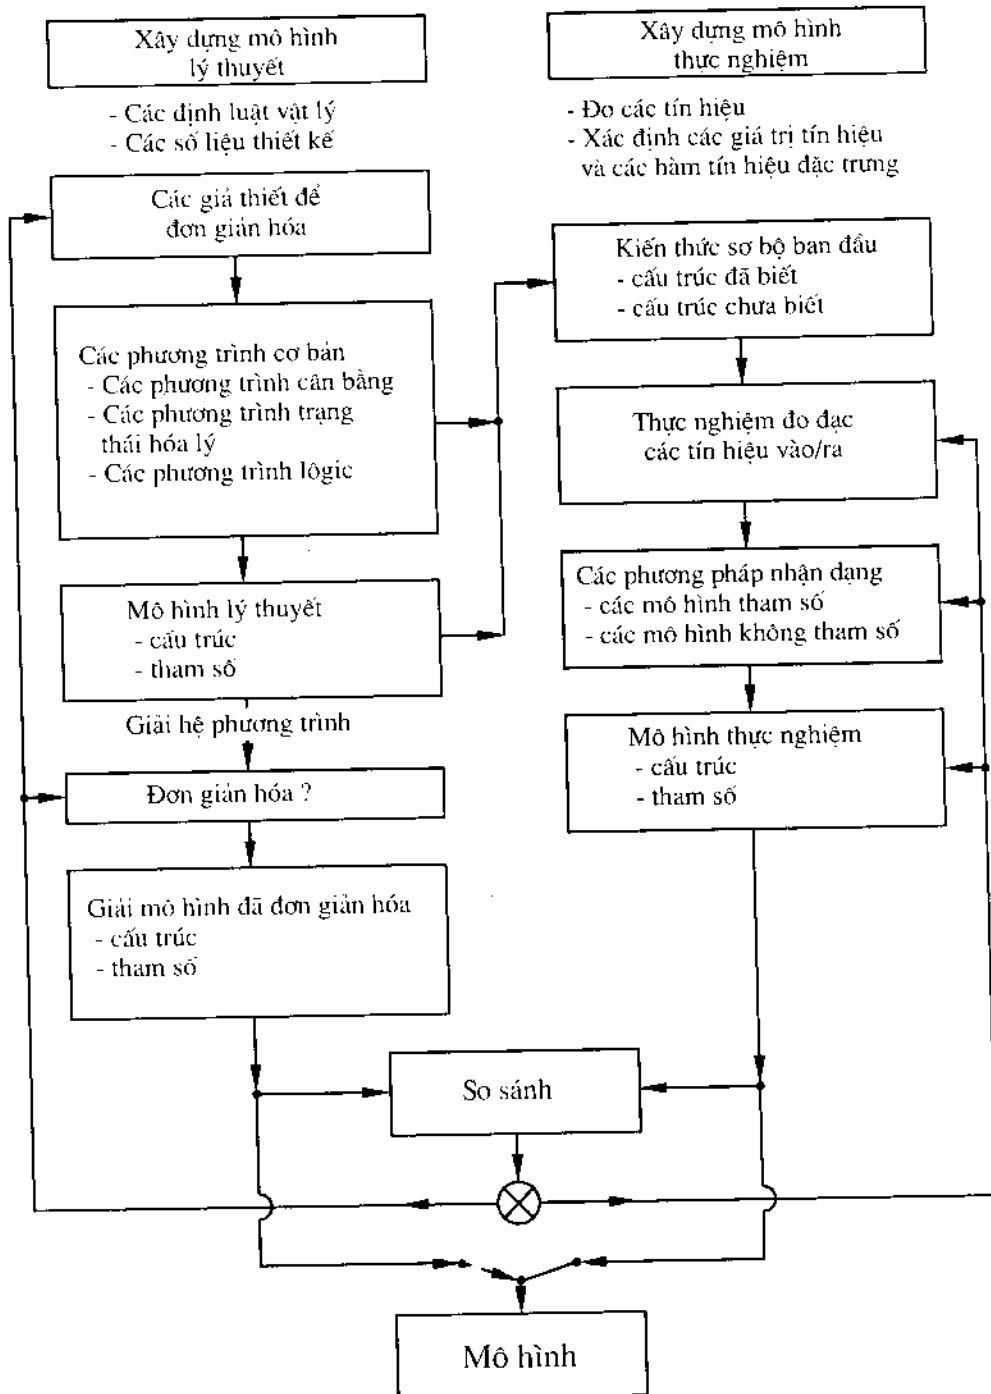 Xây dựng mô hình
lý thuyết
- Các định luật vật lý
- Các số liệu thiết kế
Các giả thiết để
đơn giản hóa
Các phương trình cơ bản
- Các phương trình cân bằng
- Các phương trình trạng
thái hóa lý
- Các phương trình lôgic
Mô hình lý thuyết
- cấu trúc
- tham số
Giải hệ phương trình
Đơn giản hóa ?
Giải mô hình đã đơn giản hóa
- cấu trúc
- tham số
Xây dựng mô hình
thực nghiệm
- Đo các tín hiệu
- Xác định các giá trị tín hiệu
và các hàm tín hiệu đặc trưng
Kiến thức sơ bộ ban đầu
- cấu trúc đã biết
- cấu trúc chưa biết
Thực nghiệm đo đạc
các tín hiệu vào/ra
Các phương pháp nhận dạng
- các mô hình tham số
- các mô hình không tham số
Mô hình thực nghiệm
- cấu trúc
- tham số
So sánh
Mô hình